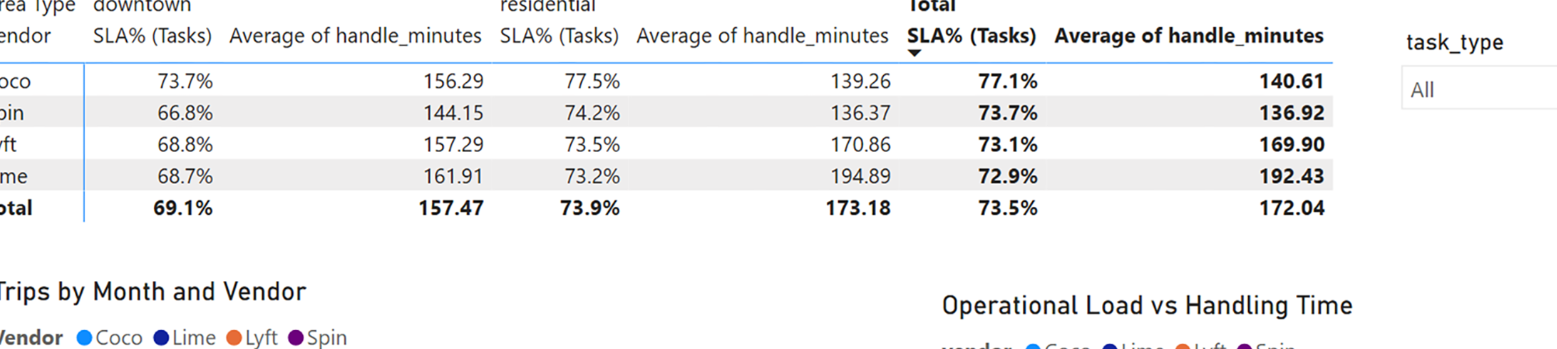 rea Type downtown residential Total
endor SLA% (Tasks) Average of handle_minutes SLA% (Tasks) Average of handle_minutes SLA% (Tasks) Average of handle_minutes
oco 73.7% 156.29 77.5% 139.26 77.1% 140.61
pin 66.8% 144.15 74.2% 136.37 73.7% 136.92
yft 68.8% 157.29 73.5% 170.86 73.1% 169.90
me 68.7% 161.91 73.2% 194.89 72.9% 192.43
otal 69.1% 157.47 73.9% 173.18 73.5% 172.04
task_type
All
Trips by Month and Vendor
Vendor Coco Lime Lyft Spin
Operational Load vs Handling Time
vendor Coco Lime Lyft Spin